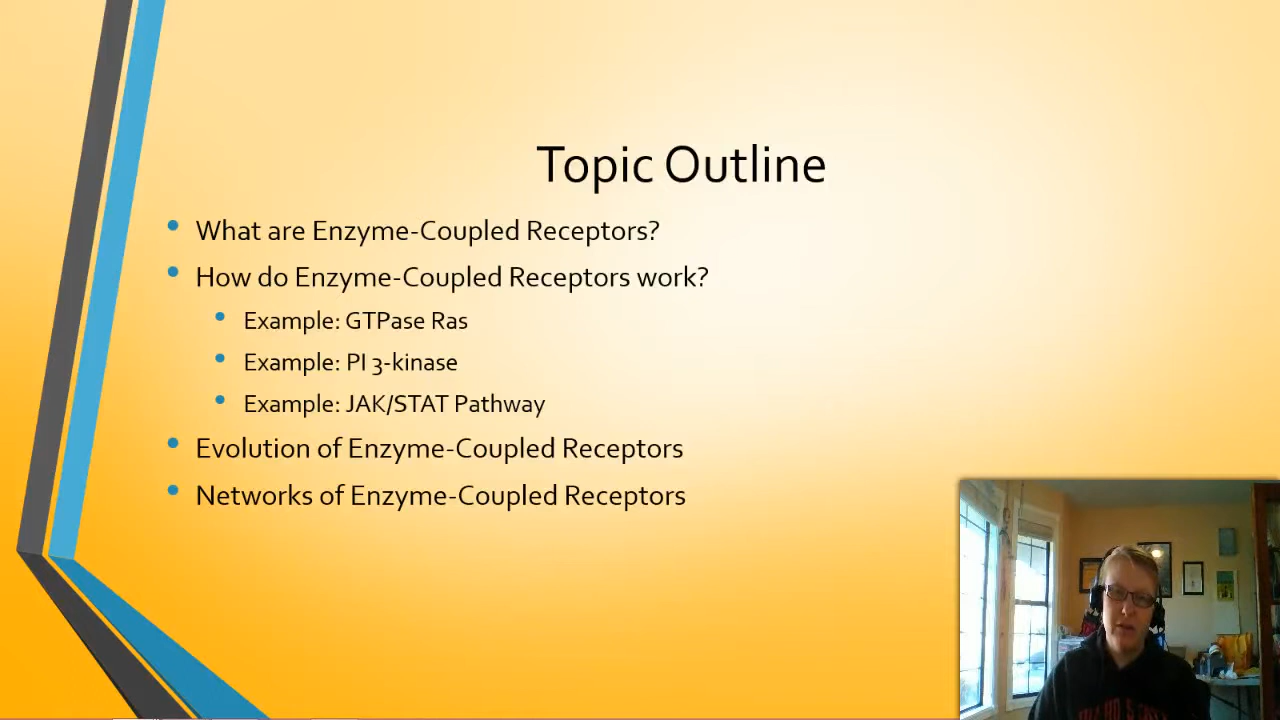 Topic Outline
What are Enzyme-Coupled Receptors?
How do Enzyme-Coupled Receptors work?
Example: GTPase Ras
Example: PI 3-kinase
Example: JAK/STAT Pathway
Evolution of Enzyme-Coupled Receptors
Networks of Enzyme-Coupled Receptors